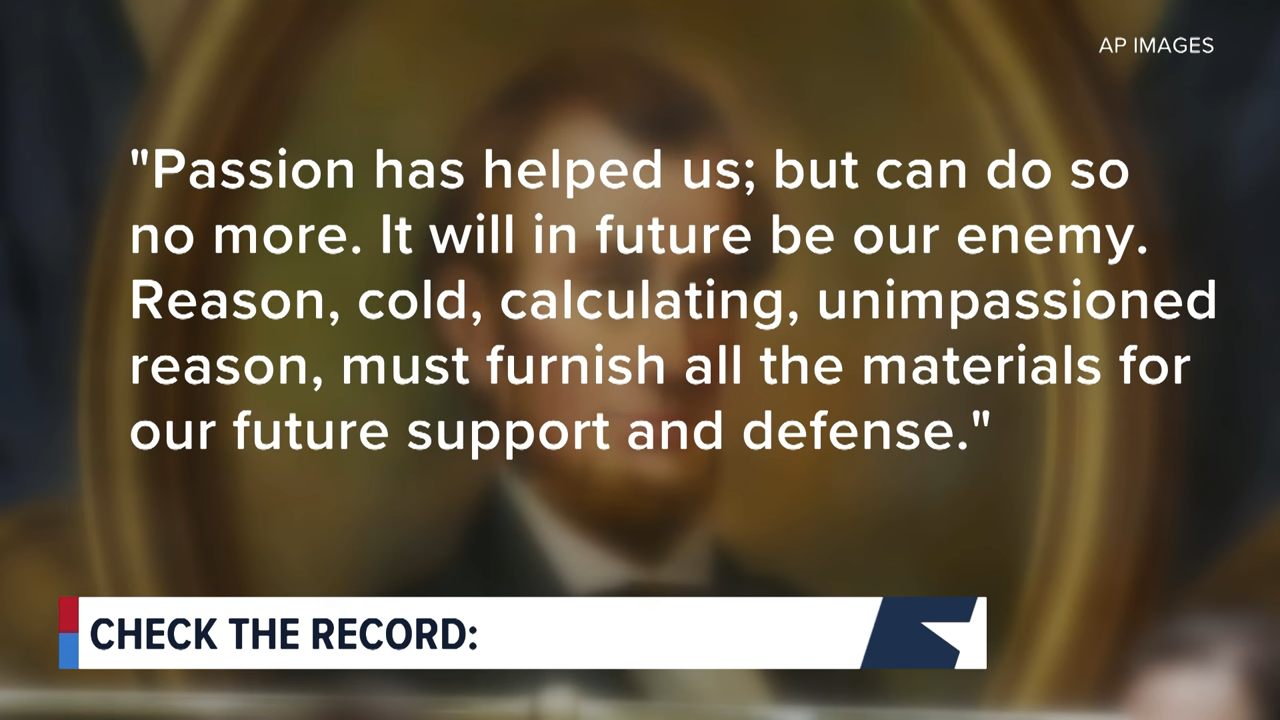 AP IMAGES
"Passion has helped us; but can do so
no more. It will in future be our enemy.
Reason, cold, calculating, unimpassioned
reason, must furnish all the materials for
our future support and defense."
CHECK THE RECORD: